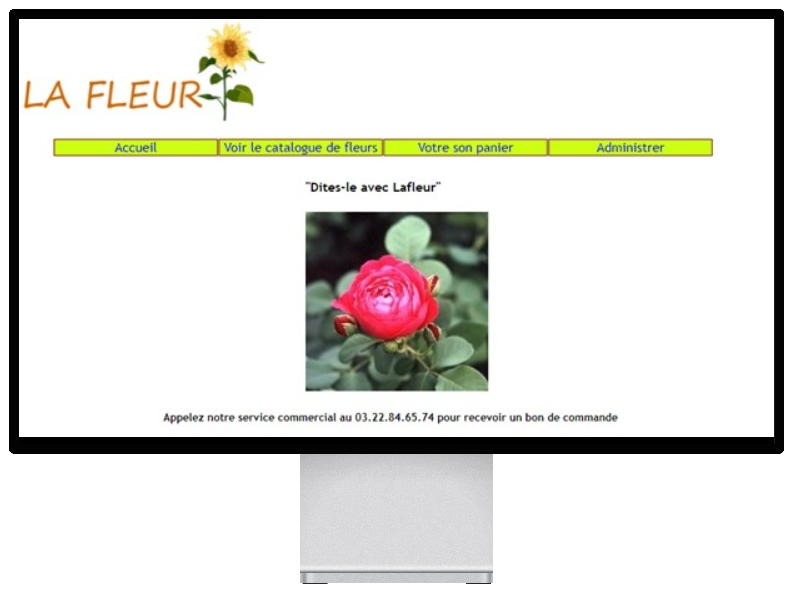 LA FLEUR
Accueil Voir le catalogue de fleurs Votre son panier Administrer
"Dites-le avec Lafleur"
Appelez notre service commercial au 03.22.84.65.74 pour recevoir un bon de commande